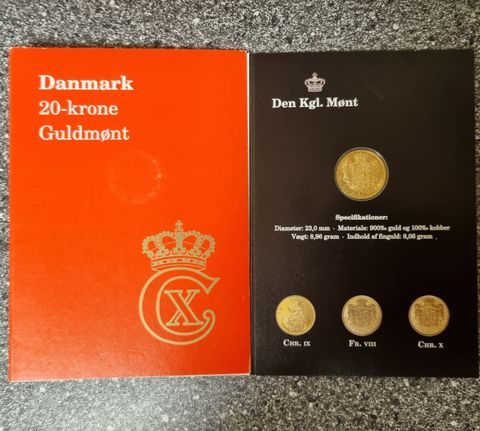 Danmark
20-krone
Guldmønt
CX
Den Kgl. Mønt
Specifikationer:
Diameter: 23,0 mm - Materiale: 900‰ guld og 100‰ kobber
Vægt: 8,96 gram - Indhold af finguld: 8,06 gram
CHR. IX
FR. VIII
CHR. X